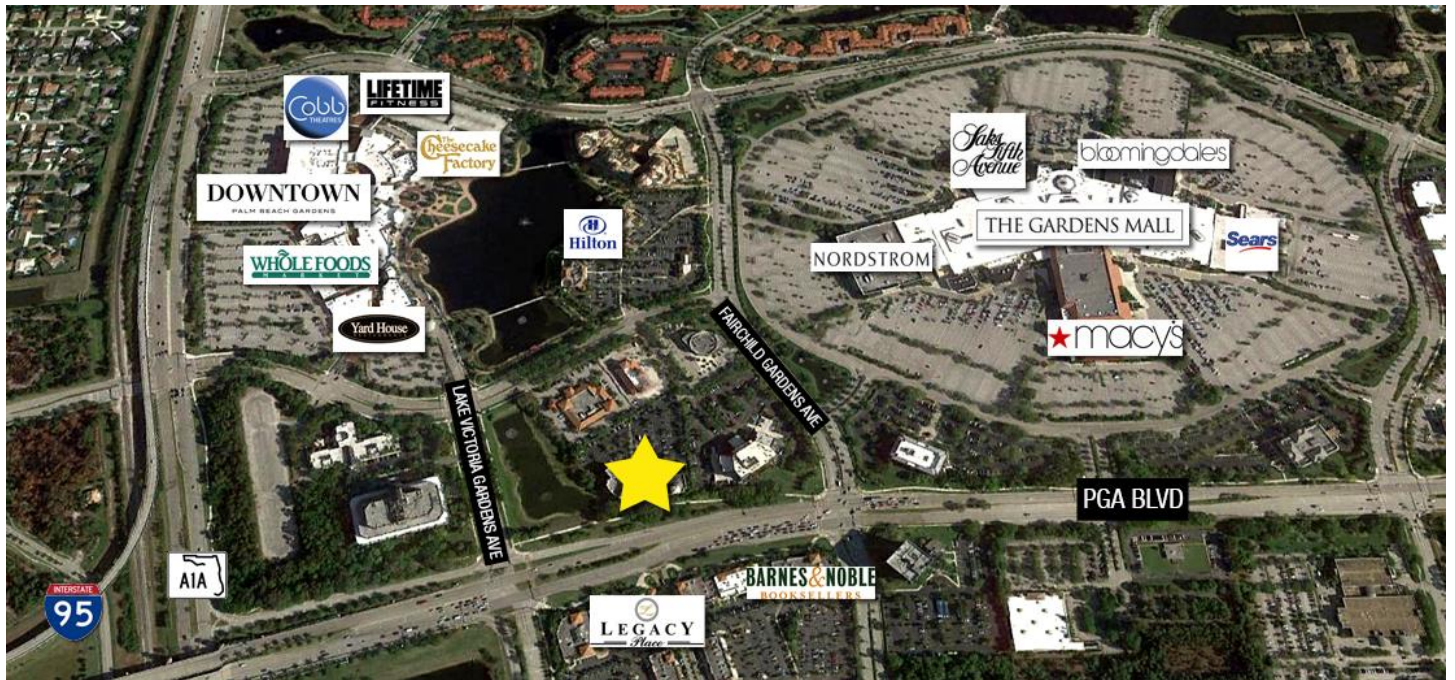 Cobb
THEATRES
LIFETIME
FITNESS
The
Cheesecake
Factory
DOWNTOWN
PALM BEACH GARDENS
WHOLE FOODS
MARKET
Yard House
H
Hilton
Saks
Fifth
Avenue
bloomingdales
THE GARDENS MALL
NORDSTROM
Sears
macy's
FAIRCHILD GARDENS AVE
LAKE VICTORIA GARDENS AVE
PGA BLVD
A1A
INTERSTATE
95
BARNES&NOBLE
BOOKSELLERS
LEGACY
Place